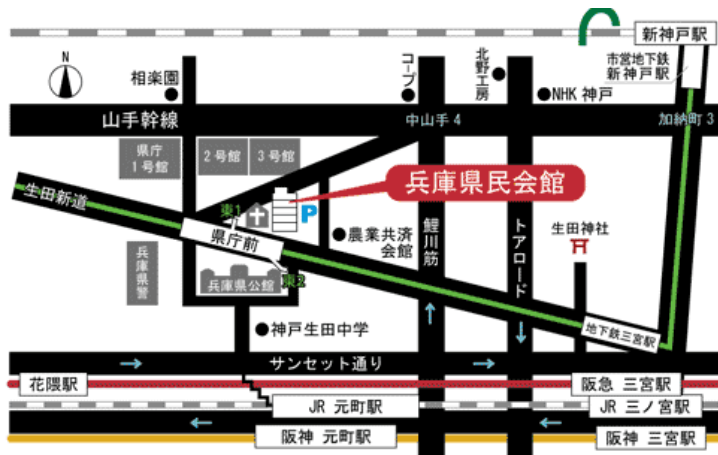 新神戸駅
市営地下鉄
新神戸駅
N
相楽園
コープ
北野工房
NHK 神戸
山手幹線
中山手 4
加納町 3
県庁
1号館
2号館
3号館
兵庫県民会館
生田新道
東1
P
県庁前
農業共済
会館
鯉川筋
トアロード
生田神社
兵庫県警
兵庫県公館
東2
神戸生田中学
地下鉄三宮駅
サンセット通り
花隈駅
阪急 三宮駅
JR 元町駅
JR 三ノ宮駅
阪神 元町駅
阪神 三宮駅